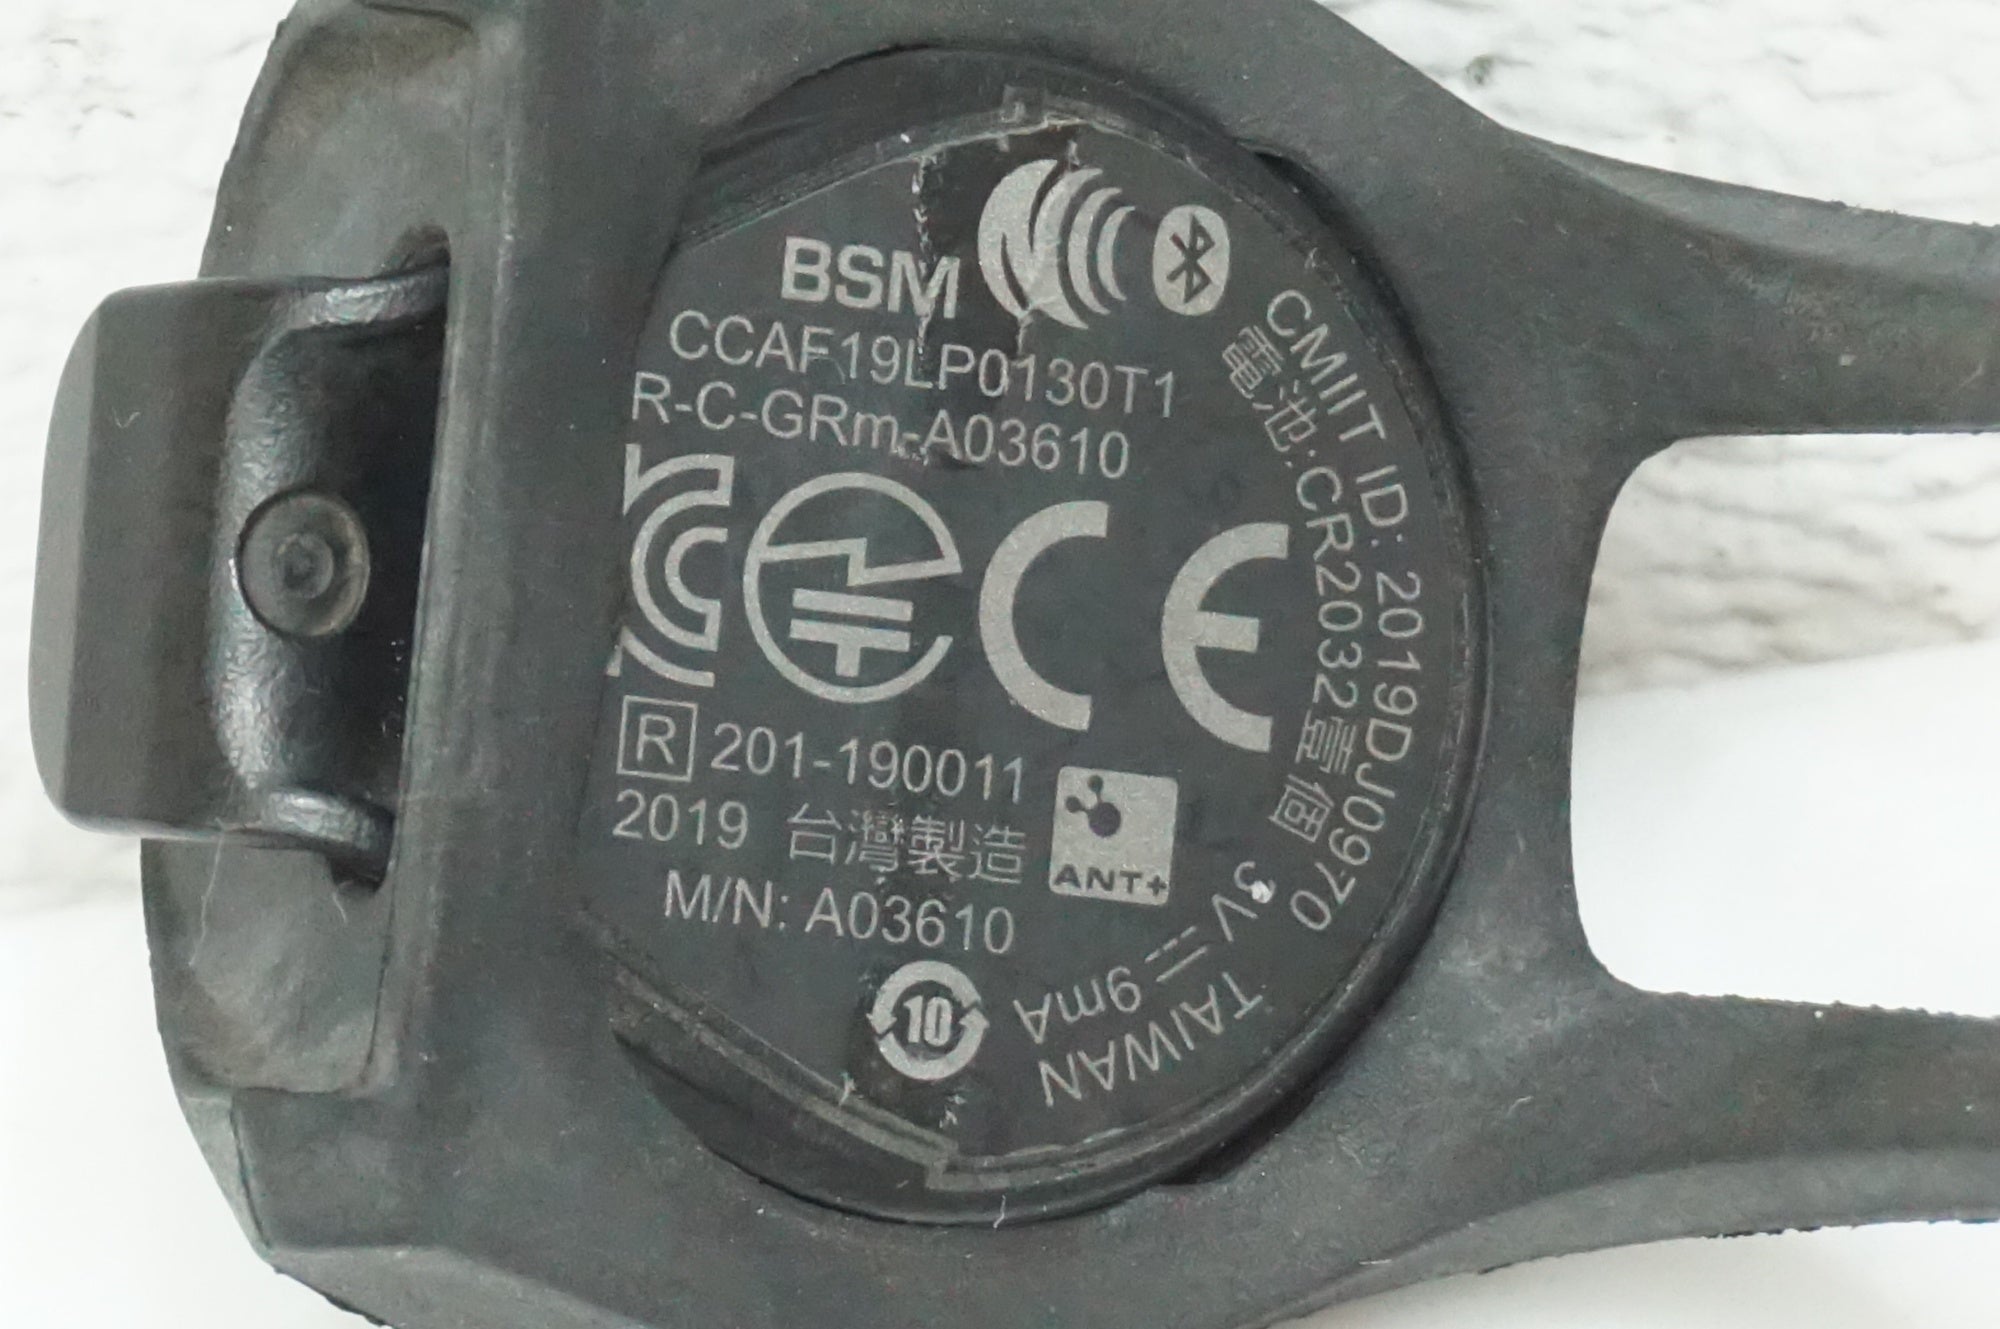 BSM
CCAF19LP0130T1
R-C-GRm-A03610
R 201-190011
2019 台灣製造
ANT+
M/N: A03610
10
CMIIT ID: 2019DJ0970
電池:CR2032壹個
3V ⎓ 9mA
TAIWAN